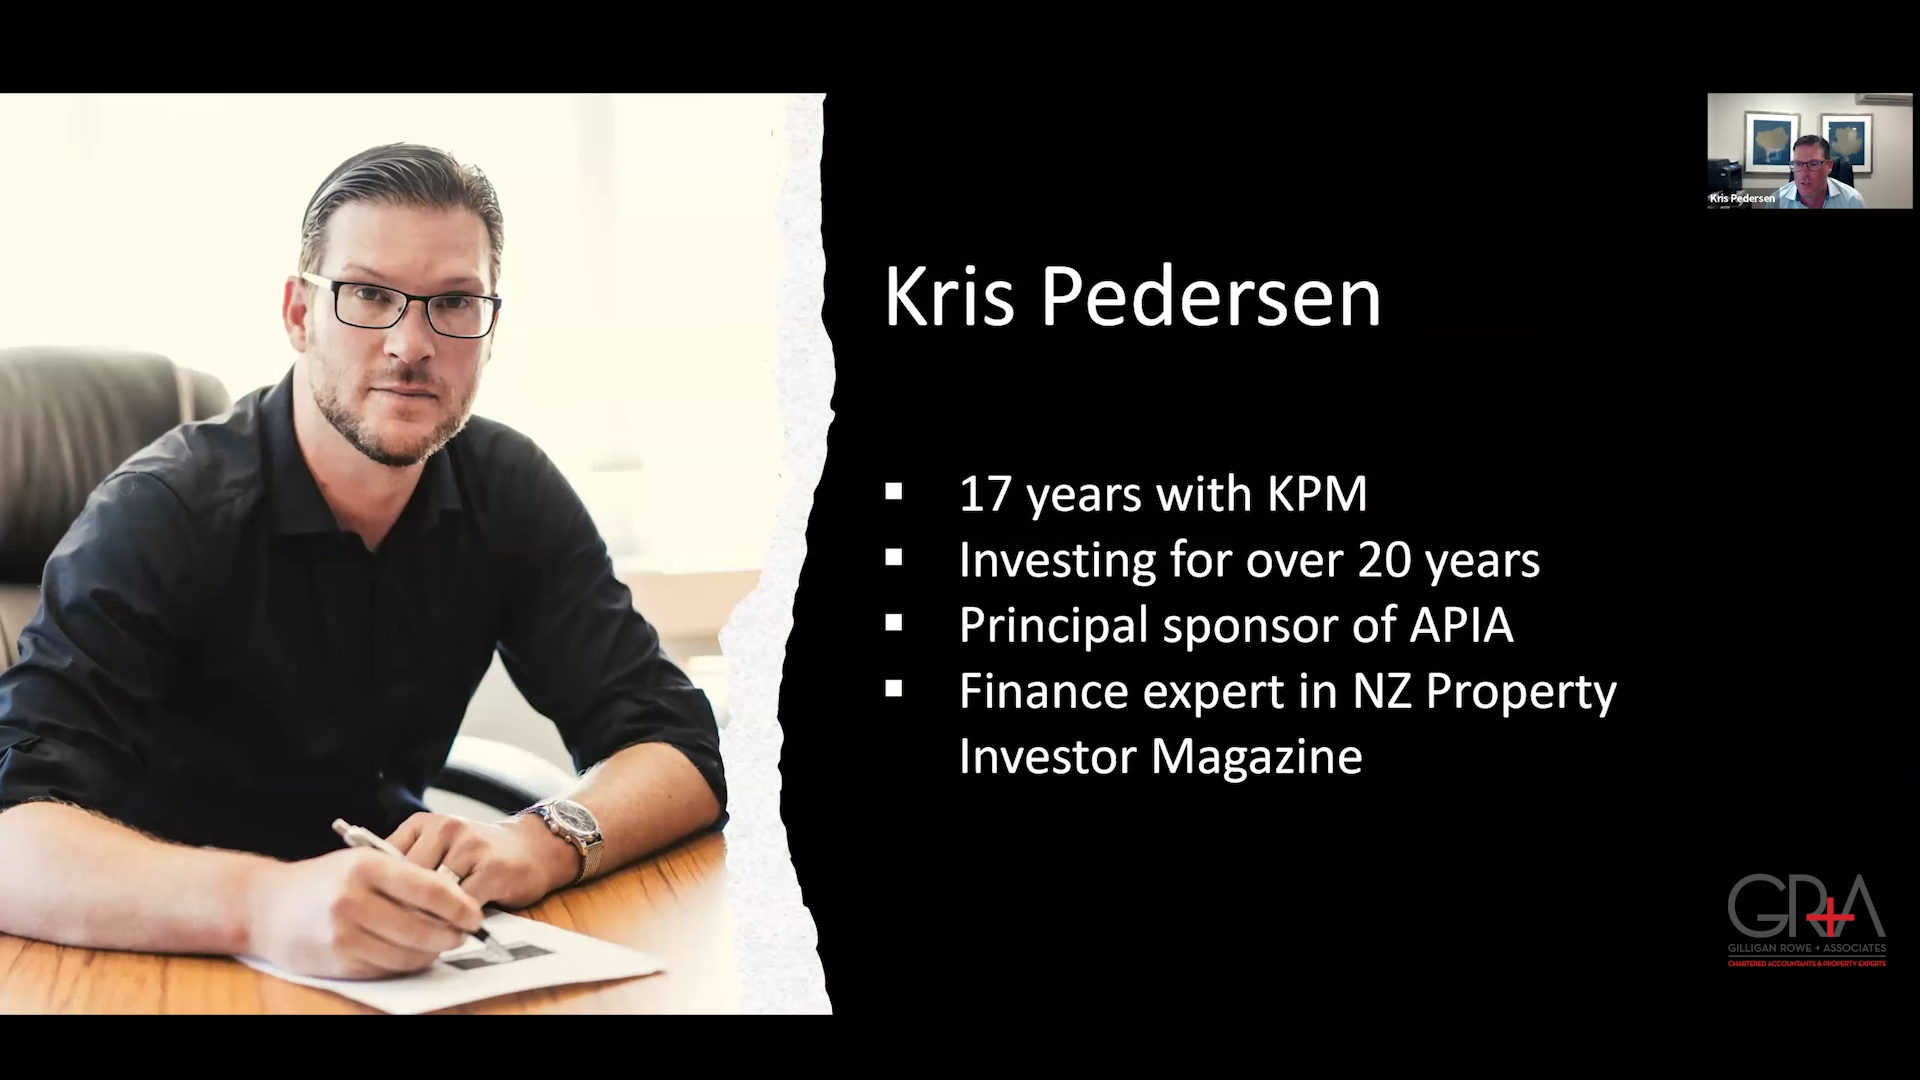 Kris Pedersen
Kris Pedersen
▪ 17 years with KPM
▪ Investing for over 20 years
▪ Principal sponsor of APIA
▪ Finance expert in NZ Property
Investor Magazine
GR+A
GILLIGAN ROWE + ASSOCIATES
CHARTERED ACCOUNTANTS & PROPERTY EXPERTS